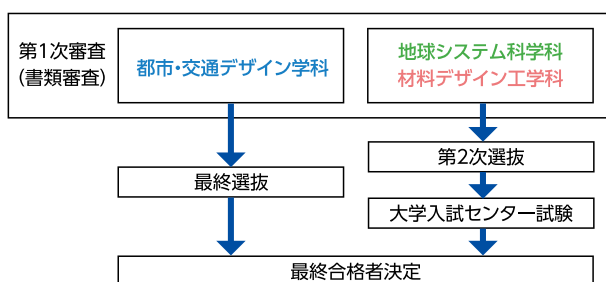 第1次審査
(書類審査)
都市・交通デザイン学科
地球システム科学科
材料デザイン工学科
第2次選抜
最終選抜
大学入試センター試験
最終合格者決定